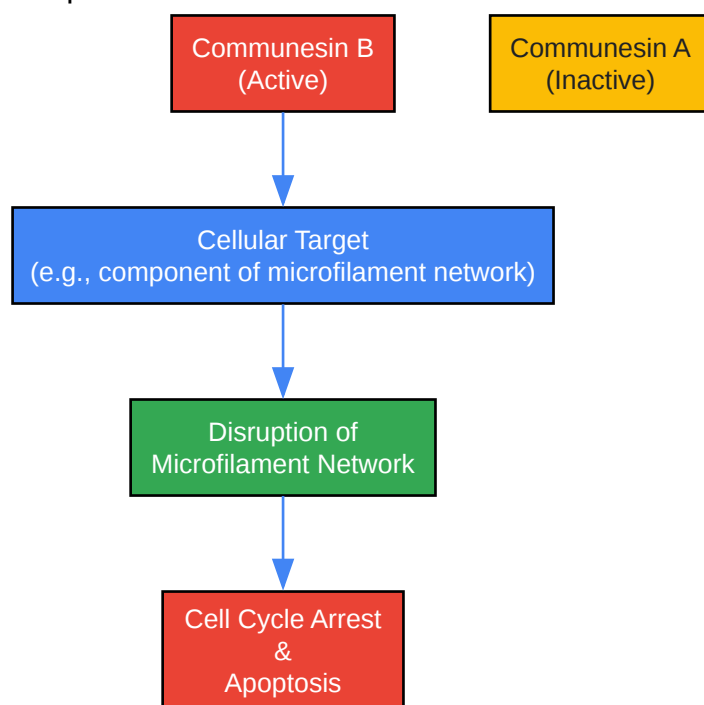 Communesin B
(Active)
Communesin A
(Inactive)
Cellular Target
(e.g., component of microfilament network)
Disruption of
Microfilament Network
Cell Cycle Arrest
&
Apoptosis